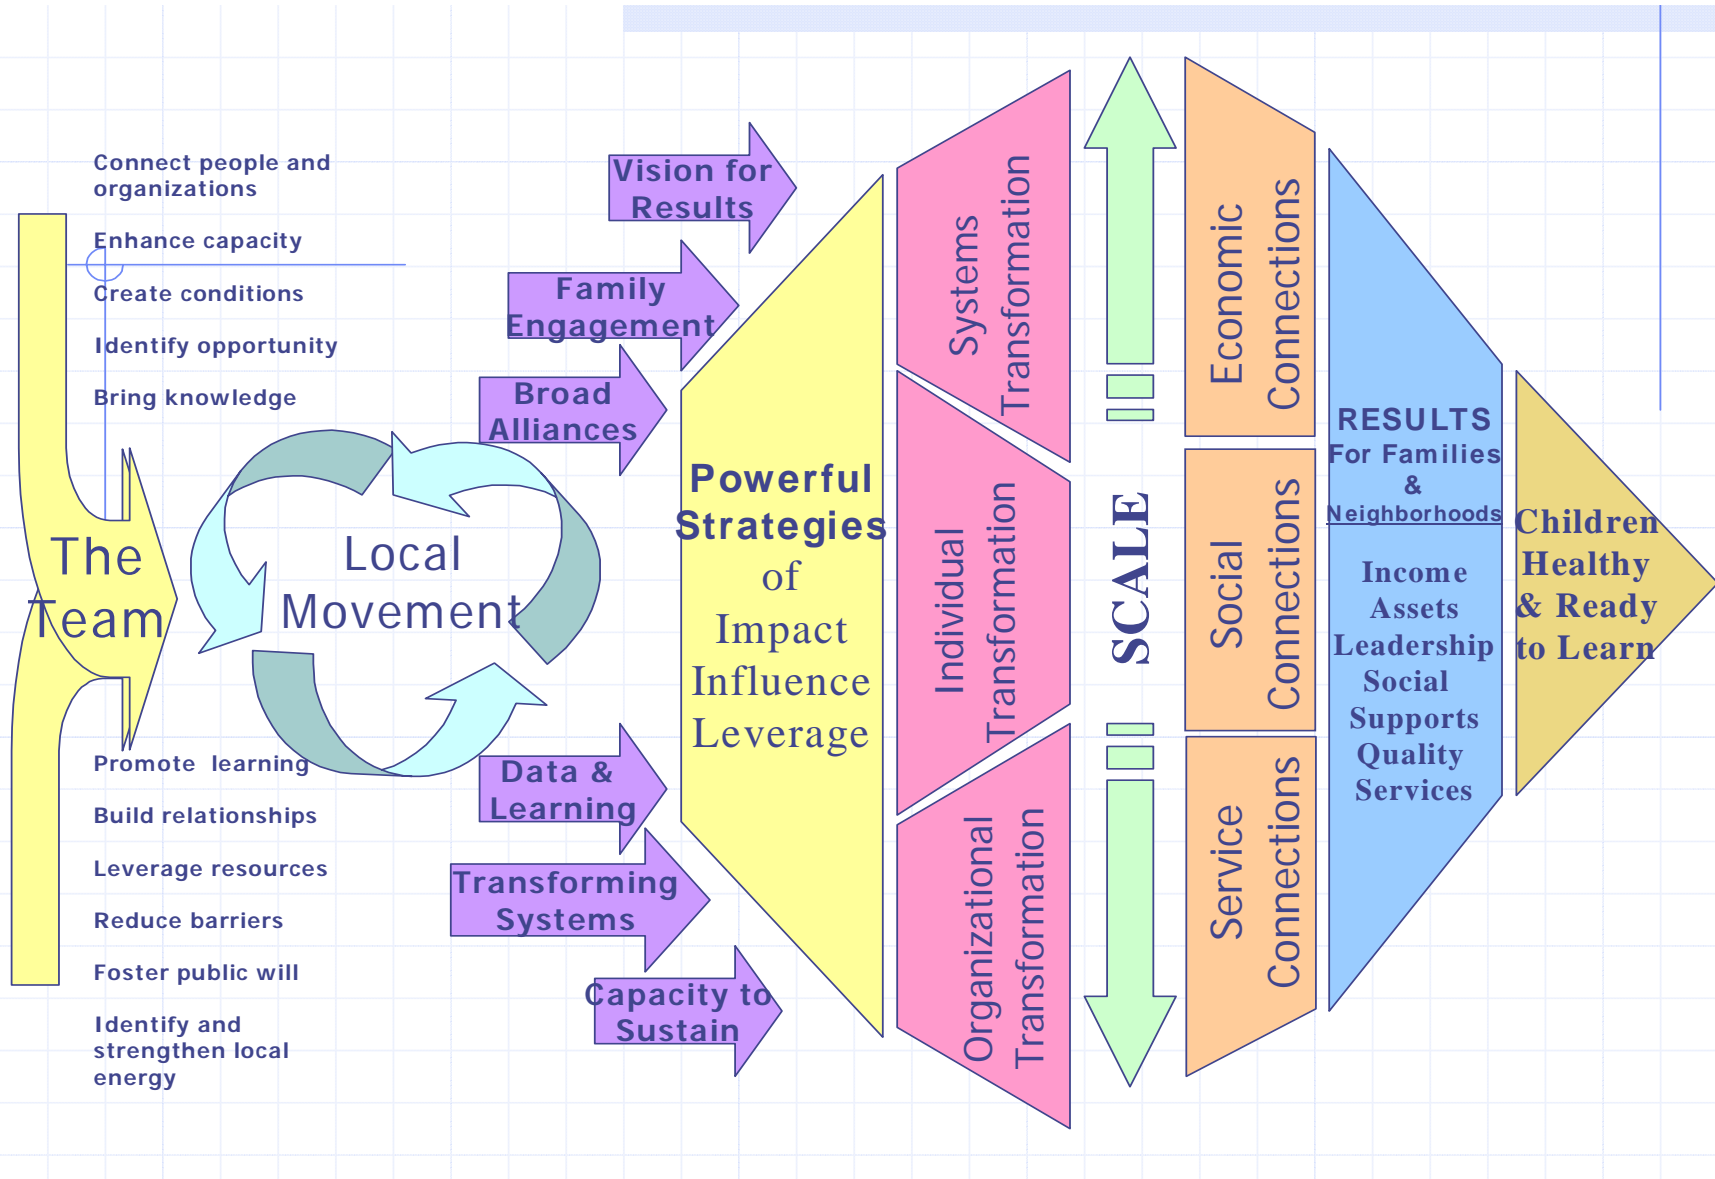 Connect people and
organizations
Enhance capacity
Create conditions
Identify opportunity
Bring knowledge
The
Team
Promote learning
Build relationships
Leverage resources
Reduce barriers
Foster public will
Identify and
strengthen local
energy
Local
Movement
Vision for
Results
Family
Engagement
Broad
Alliances
Data &
Learning
Transforming
Systems
Capacity to
Sustain
Powerful
Strategies
of
Impact
Influence
Leverage
Systems
Transformation
Individual
Transformation
Organizational
Transformation
SCALE
Economic
Connections
Social
Connections
Service
Connections
RESULTS
For Families
&
Neighborhoods
Income
Assets
Leadership
Social
Supports
Quality
Services
Children
Healthy
& Ready
to Learn